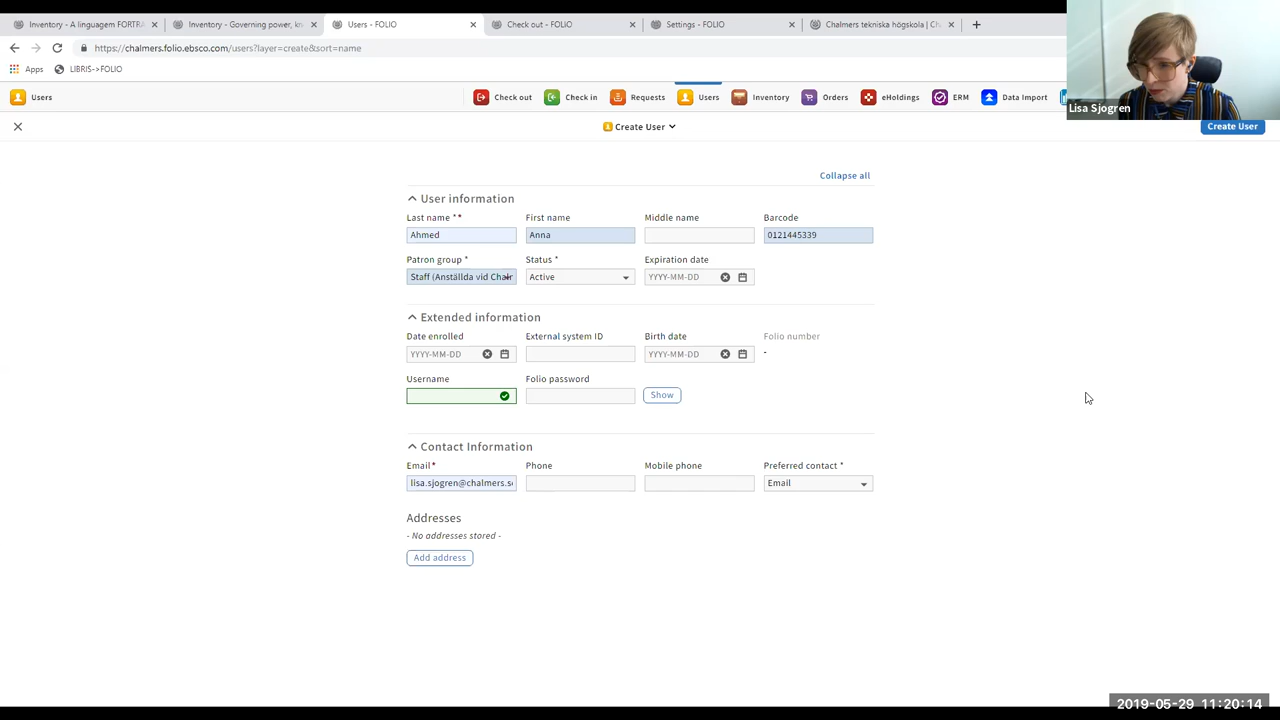 Inventory - A linguagem FORTRA
Inventory - Governing power, kn
Users - FOLIO
Check out - FOLIO
Settings - FOLIO
Chalmers tekniska högskola | Ch
https://chalmers.folio.ebsco.com/users?layer=create&sort=name
Apps LIBRIS->FOLIO
Users Check out Check in Requests Users Inventory Orders eHoldings ERM Data Import
Lisa Sjogren
Create User
Create User
Collapse all
User information
Last name ** First name Middle name Barcode
Ahmed Anna 0121445339
Patron group * Status * Expiration date
Staff (Anställda vid Chalr Active YYYY-MM-DD
Extended information
Date enrolled External system ID Birth date Folio number
YYYY-MM-DD YYYY-MM-DD -
Username Folio password
Show
Contact Information
Email* Phone Mobile phone Preferred contact *
lisa.sjogren@chalmers.s Email
Addresses
- No addresses stored -
Add address
2019-05-29 11:20:14